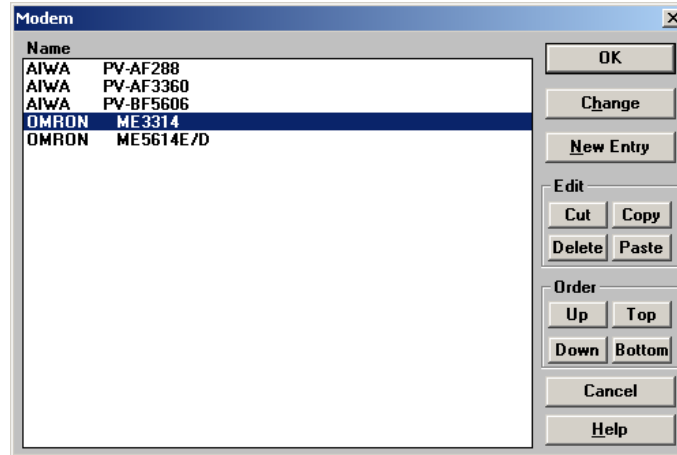 Modem
Name
AIWA PV-AF288
AIWA PV-AF3360
AIWA PV-BF5606
OMRON ME3314
OMRON ME5614E/D
OK
Change
New Entry
Edit
Cut Copy
Delete Paste
Order
Up Top
Down Bottom
Cancel
Help